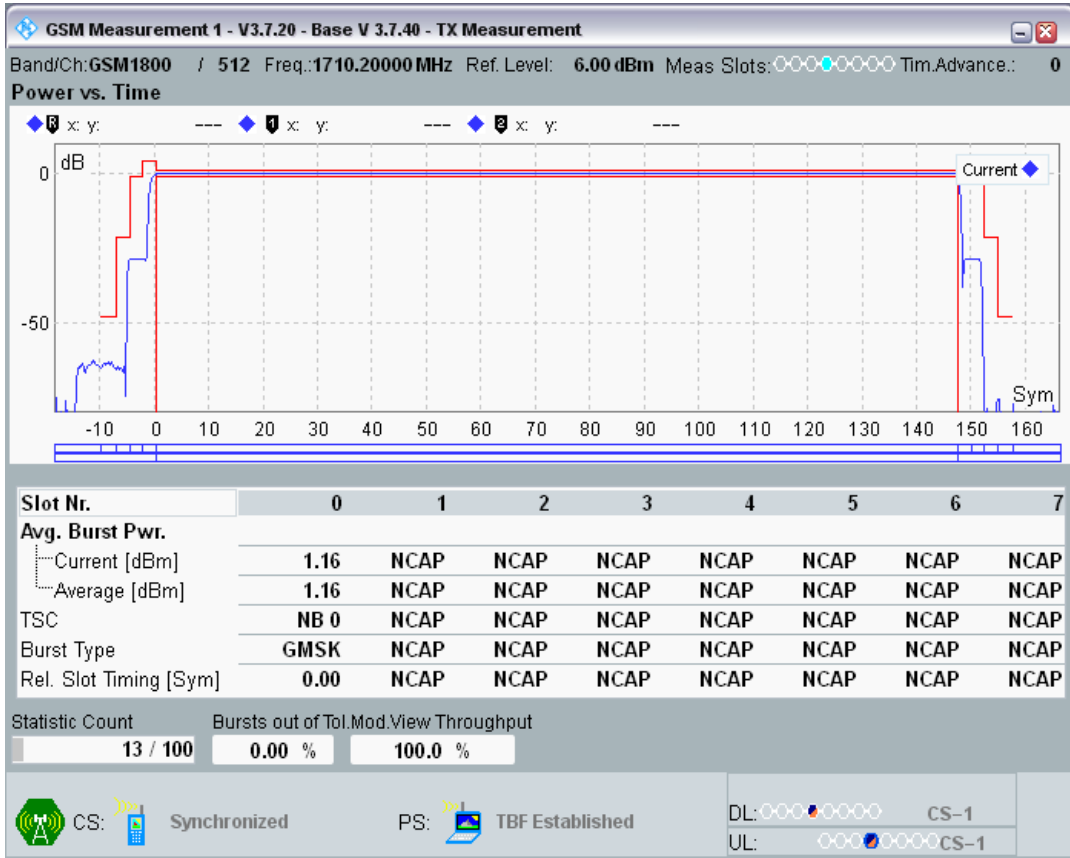 GSM Measurement 1 - V3.7.20 - Base V 3.7.40 - TX Measurement
Band/Ch:GSM1800 / 512 Freq.:1710.20000 MHz Ref. Level: 6.00 dBm Meas Slots: Tim.Advance.: 0
Power vs. Time
R x: y: --- 1 x: y: --- 2 x: y: ---
dB
0
Current
-50
Sym
-10 0 10 20 30 40 50 60 70 80 90 100 110 120 130 140 150 160
Slot Nr. 0 1 2 3 4 5 6 7
Avg. Burst Pwr.
Current [dBm] 1.16 NCAP NCAP NCAP NCAP NCAP NCAP NCAP
Average [dBm] 1.16 NCAP NCAP NCAP NCAP NCAP NCAP NCAP
TSC NB 0 NCAP NCAP NCAP NCAP NCAP NCAP NCAP
Burst Type GMSK NCAP NCAP NCAP NCAP NCAP NCAP NCAP
Rel. Slot Timing [Sym] 0.00 NCAP NCAP NCAP NCAP NCAP NCAP NCAP
Statistic Count Bursts out of Tol.Mod.View Throughput
13 / 100 0.00 % 100.0 %
CS: Synchronized PS: TBF Established
DL: CS-1
UL: CS-1